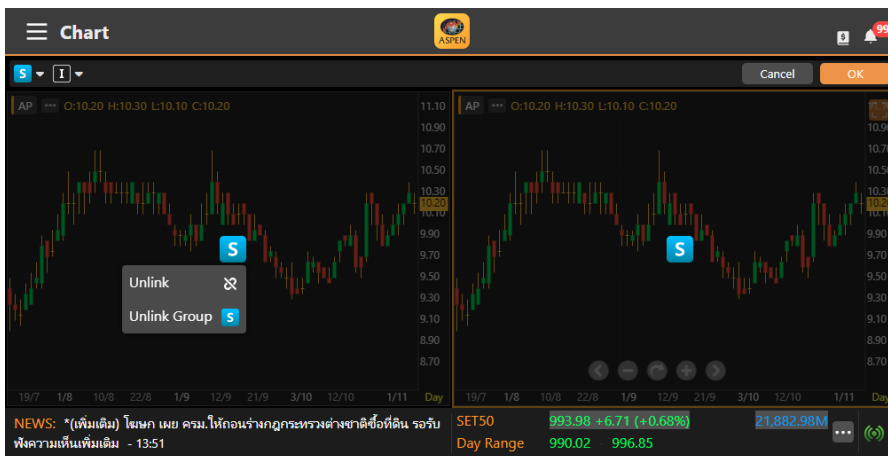 Chart
ASPEN
$
99
S I
Cancel OK
AP ... O:10.20 H:10.30 L:10.10 C:10.20
11.10
10.90
10.70
10.50
10.30
10.20
10.10
9.90
9.70
9.50
9.30
9.10
8.90
8.70
S
Unlink
Unlink Group S
19/7 1/8 10/8 22/8 1/9 12/9 21/9 3/10 12/10 1/11 Day
AP ... O:10.20 H:10.30 L:10.10 C:10.20
S
19/7 1/8 10/8 22/8 1/9 12/9 21/9 3/10 12/10 1/11 Day
NEWS: *(เพิ่มเติม) โฆษก เผย ครม.ให้ถอนร่างกฎกระทรวงต่างชาติซื้อที่ดิน รอรับ
ฟังความเห็นเพิ่มเติม - 13:51
SET50 993.98 +6.71 (+0.68%) 21,882.98M
Day Range 990.02 996.85